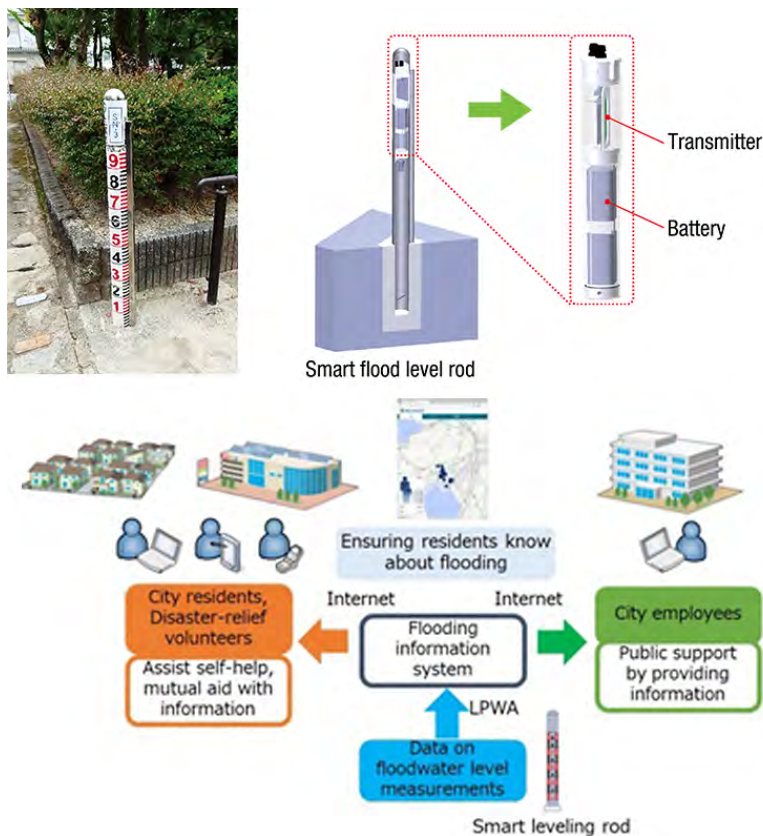 SN-3
9
8
7
6
5
4
3
2
1
Transmitter
Battery
Smart flood level rod
Ensuring residents know
about flooding
City residents,
Disaster-relief
volunteers
Assist self-help,
mutual aid with
information
Internet
Internet
Flooding
information
system
City employees
Public support
by providing
information
LPWA
Data on
floodwater level
measurements
Smart leveling rod